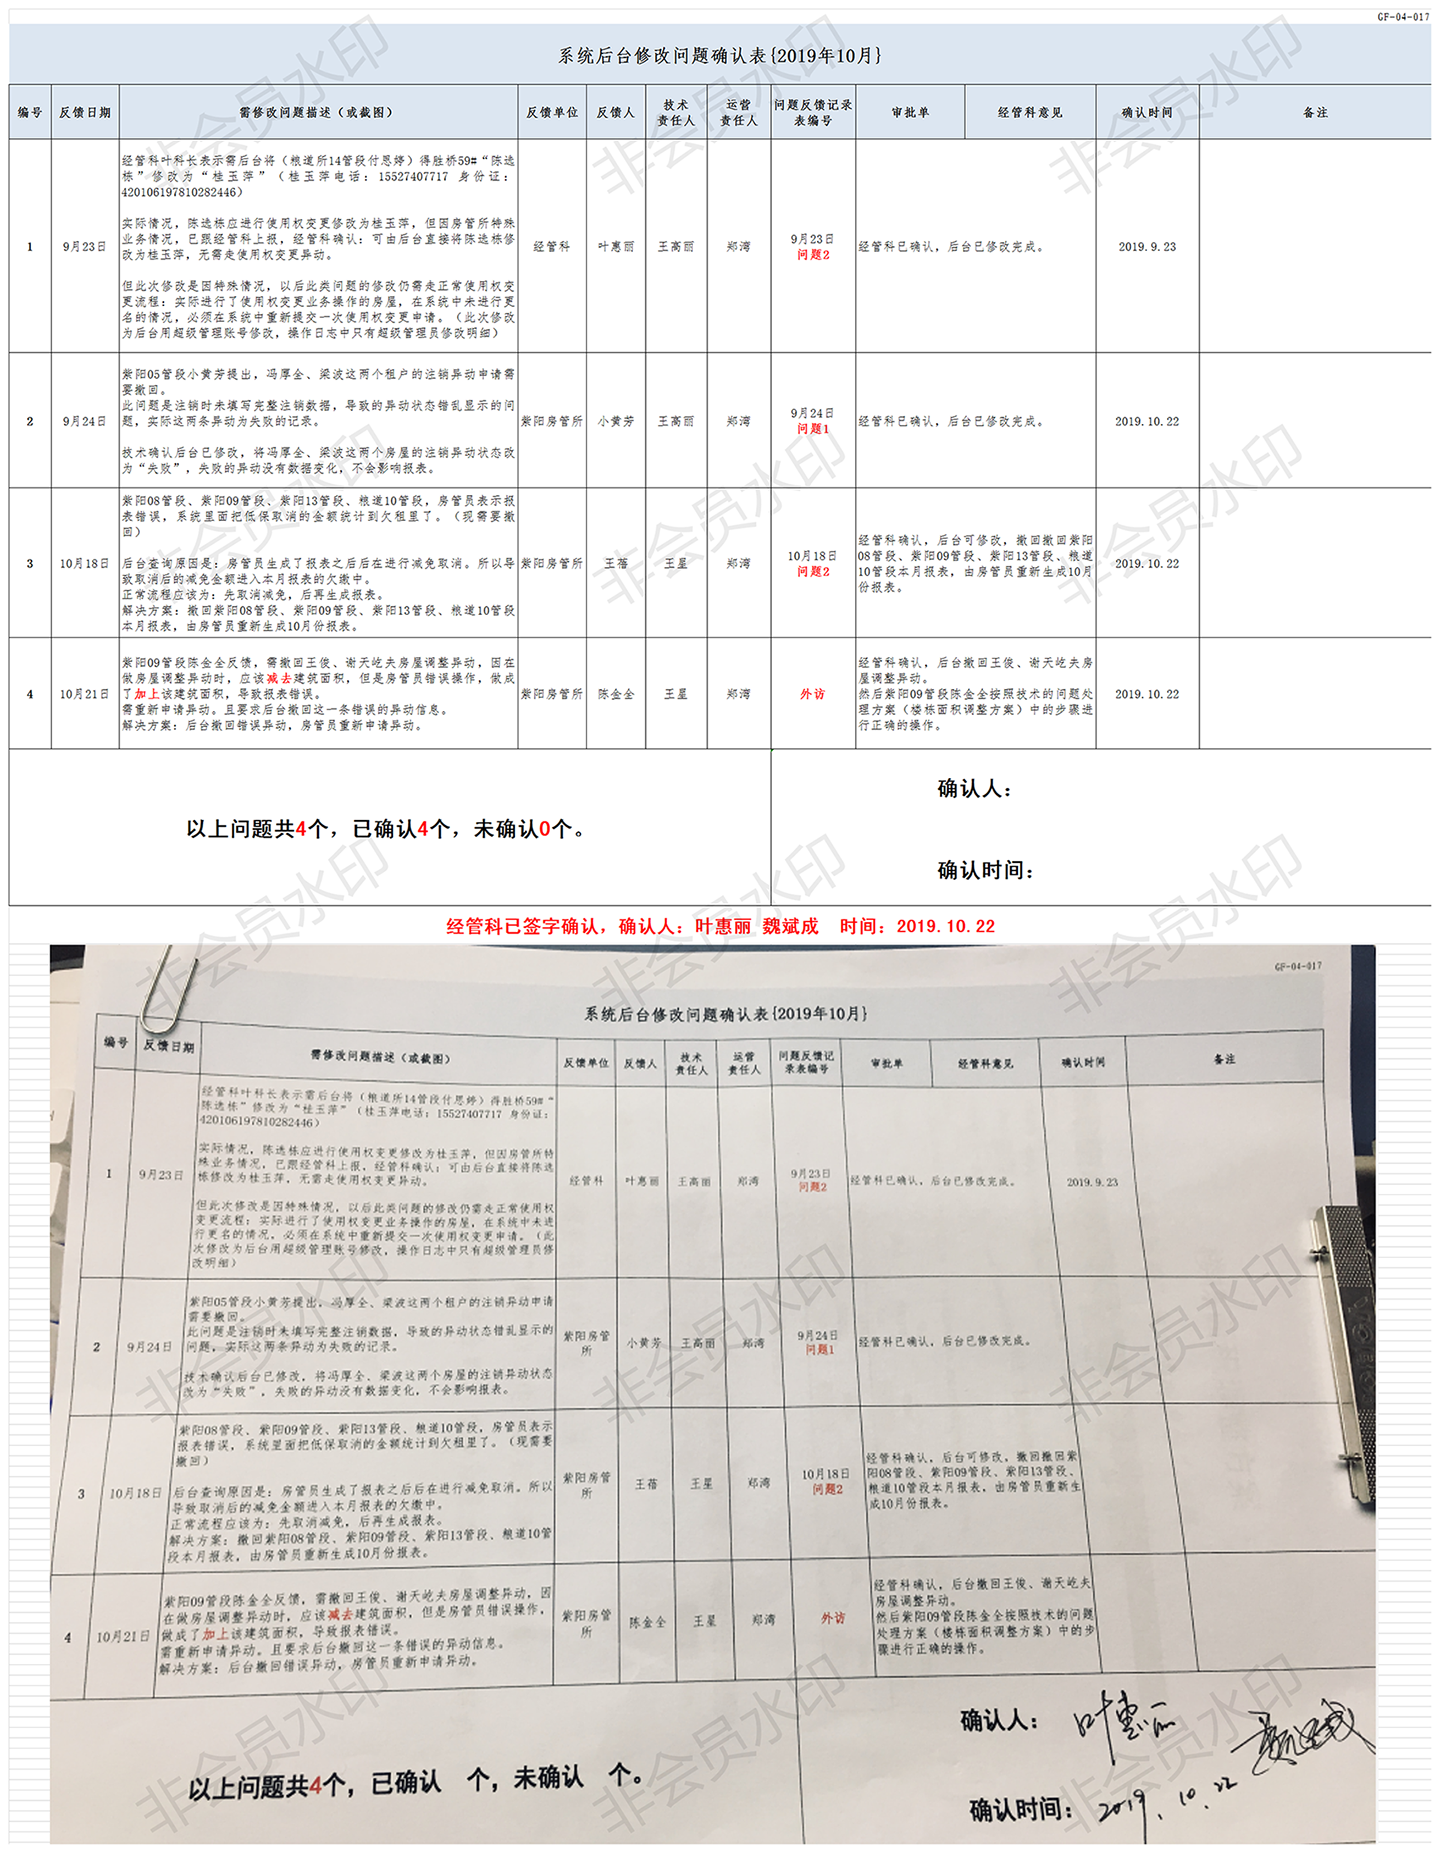 GF-04-017
系统后台修改问题确认表{2019年10月}
编号 反馈日期 需修改问题描述（或截图） 反馈单位 反馈人 技术责任人 运营责任人 问题反馈记录表编号 审批单 经管科意见 确认时间 备注
经管科叶科长表示需后台将（粮道所14管段付思婷）得胜桥59#“陈选
栋”修改为“桂玉萍”（桂玉萍电话：15527407717 身份证：
420106197810282446）
实际情况，陈选栋应进行使用权变更修改为桂玉萍，但因房管所特殊
业务情况，已跟经管科上报，经管科确认：可由后台直接将陈选栋修
改为桂玉萍，无需走使用权变更异动。
但此次修改是因特殊情况，以后此类问题的修改仍需走正常使用权变
更流程：实际进行了使用权变更业务操作的房屋，在系统中未进行更
名的情况，必须在系统中重新提交一次使用权变更申请。（此次修改
为后台用超级管理账号修改，操作日志中只有超级管理员修改明细）
1 9月23日 经管科 叶惠丽 王高丽 郑湾 9月23日 问题2 经管科已确认，后台已修改完成。 2019.9.23
紫阳05管段小黄芳提出，冯厚全、梁波这两个租户的注销异动申请需
要撤回。
此问题是注销时未填写完整注销数据，导致的异动状态错乱显示的问
题，实际这两条异动为失败的记录。
技术确认后台已修改，将冯厚全、梁波这两个房屋的注销异动状态改
为“失败”，失败的异动没有数据变化，不会影响报表。
2 9月24日 紫阳房管所 小黄芳 王高丽 郑湾 9月24日 问题1 经管科已确认，后台已修改完成。 2019.10.22
紫阳08管段、紫阳09管段、紫阳13管段、粮道10管段，房管员表示报
表错误，系统里面把低保取消的金额统计到欠租里了。（现需要撤
回）
后台查询原因是：房管员生成了报表之后后在进行减免取消。所以导
致取消后的减免金额进入本月报表的欠缴中。
正常流程应该为：先取消减免，后再生成报表。
解决方案：撤回紫阳08管段、紫阳09管段、紫阳13管段、粮道10管段
本月报表，由房管员重新生成10月份报表。
3 10月18日 紫阳房管所 王蓓 王星 郑湾 10月18日 问题2
经管科确认，后台可修改，撤回撤回紫阳
08管段、紫阳09管段、紫阳13管段、粮道
10管段本月报表，由房管员重新生成10月
份报表。
2019.10.22
紫阳09管段陈金全反馈，需撤回王俊、谢天屹夫房屋调整异动，因在
做房屋调整异动时，应该减去建筑面积，但是房管员错误操作，做成
了加上该建筑面积，导致报表错误。
需重新申请异动。且要求后台撤回这一条错误的异动信息。
解决方案：后台撤回错误异动，房管员重新申请异动。
4 10月21日 紫阳房管所 陈金全 王星 郑湾 外访
经管科确认，后台撤回王俊、谢天屹夫房
屋调整异动。
然后紫阳09管段陈金全按照技术的问题处
理方案（楼栋面积调整方案）中的步骤进
行正确的操作。
2019.10.22
以上问题共4个，已确认4个，未确认0个。
确认人：
确认时间：
经管科已签字确认，确认人：叶惠丽 魏斌成 时间：2019.10.22
GF-04-017
系统后台修改问题确认表{2019年10月}
编号 反馈日期 需修改问题描述（或截图） 反馈单位 反馈人 技术责任人 运营责任人 问题反馈记录表编号 审批单 经管科意见 确认时间 备注
经管科叶科长表示需后台将（粮道所14管段付思婷）得胜桥59#“
陈选栋”修改为“桂玉萍”（桂玉萍电话：15527407717 身份证：
420106197810282446）
实际情况，陈选栋应进行使用权变更修改为桂玉萍，但因房管所特
殊业务情况，已跟经管科上报，经管科确认：可由后台直接将陈选
栋修改为桂玉萍，无需走使用权变更异动。
但此次修改是因特殊情况，以后此类问题的修改仍需走正常使用权
变更流程：实际进行了使用权变更业务操作的房屋，在系统中未进
行更名的情况，必须在系统中重新提交一次使用权变更申请。（此
次修改为后台用超级管理账号修改，操作日志中只有超级管理员修
改明细）
1 9月23日 经管科 叶惠丽 王高丽 郑湾 9月23日 问题2 经管科已确认，后台已修改完成。 2019.9.23
紫阳05管段小黄芳提出，冯厚全、梁波这两个租户的注销异动申请
需要撤回。
此问题是注销时未填写完整注销数据，导致的异动状态错乱显示的
问题，实际这两条异动为失败的记录。
技术确认后台已修改，将冯厚全、梁波这两个房屋的注销异动状态
改为“失败”，失败的异动没有数据变化，不会影响报表。
2 9月24日 紫阳房管所 小黄芳 王高丽 郑湾 9月24日 问题1 经管科已确认，后台已修改完成。
紫阳08管段、紫阳09管段、紫阳13管段、粮道10管段，房管员表示
报表错误，系统里面把低保取消的金额统计到欠租里了。（现需要
撤回）
后台查询原因是：房管员生成了报表之后后在进行减免取消。所以
导致取消后的减免金额进入本月报表的欠缴中。
正常流程应该为：先取消减免，后再生成报表。
解决方案：撤回紫阳08管段、紫阳09管段、紫阳13管段、粮道10管
段本月报表，由房管员重新生成10月份报表。
3 10月18日 紫阳房管所 王蓓 王星 郑湾 10月18日 问题2
经管科确认，后台可修改，撤回撤回紫
阳08管段、紫阳09管段、紫阳13管段、
粮道10管段本月报表，由房管员重新生
成10月份报表。
紫阳09管段陈金全反馈，需撤回王俊、谢天屹夫房屋调整异动，因
在做房屋调整异动时，应该减去建筑面积，但是房管员错误操作，
做成了加上该建筑面积，导致报表错误。
需重新申请异动。且要求后台撤回这一条错误的异动信息。
解决方案：后台撤回错误异动，房管员重新申请异动。
4 10月21日 紫阳房管所 陈金全 王星 郑湾 外访
经管科确认，后台撤回王俊、谢天屹夫
房屋调整异动。
然后紫阳09管段陈金全按照技术的问题
处理方案（楼栋面积调整方案）中的步
骤进行正确的操作。
以上问题共4个，已确认 个，未确认 个。
确认人：叶惠丽 魏斌成
确认时间：2019.10.22
非会员水印